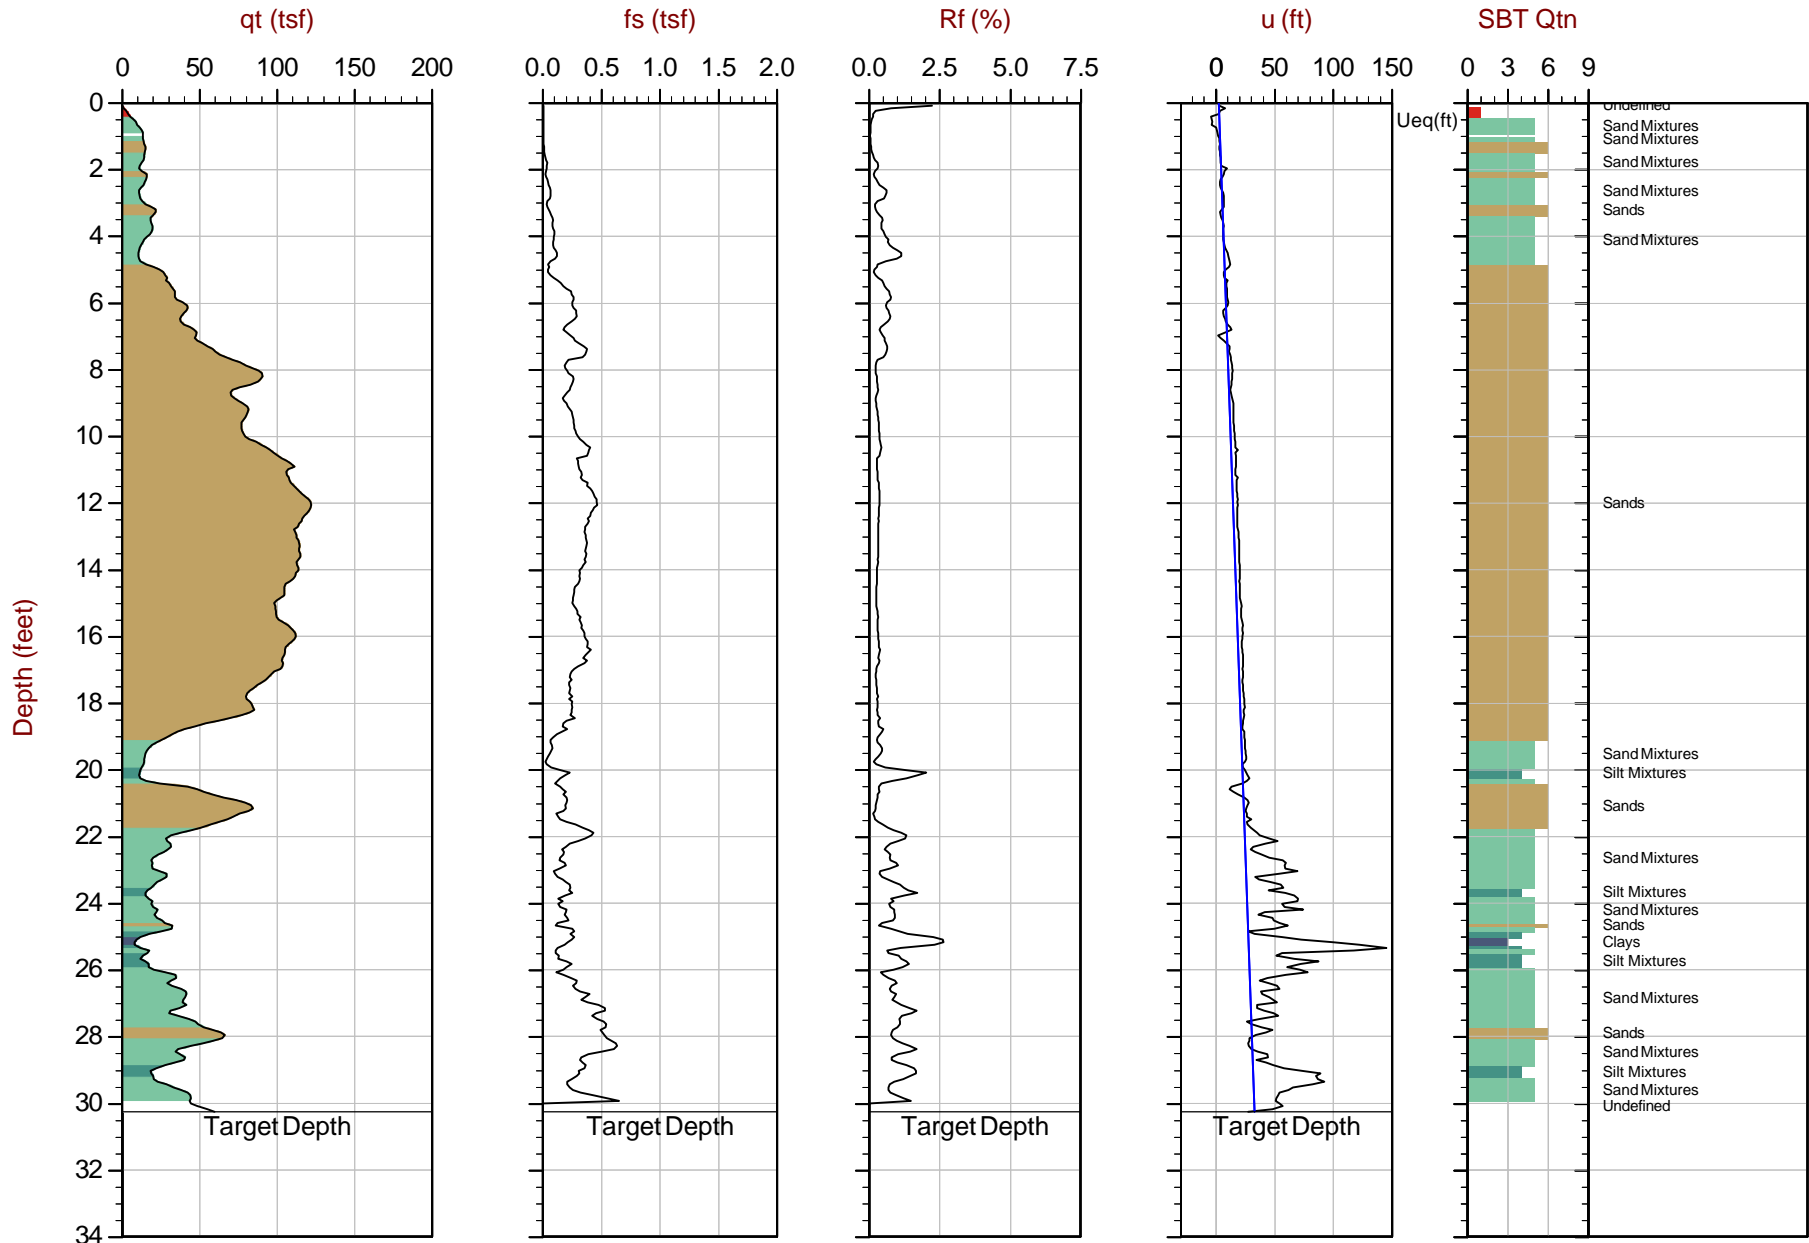 qt (tsf) fs (tsf) Rf (%) u (ft) SBT Qtn
0 50 100 150 200 0.0 0.5 1.0 1.5 2.0 0.0 2.5 5.0 7.5 0 50 100 150 0 3 6 9
Depth (feet)
0
2
4
6
8
10
12
14
16
18
20
22
24
26
28
30
32
34
Ueq(ft)
Undefined
Sand Mixtures
Sand Mixtures
Sand Mixtures
Sand Mixtures
Sands
Sand Mixtures
Sands
Sand Mixtures
Silt Mixtures
Sands
Sand Mixtures
Silt Mixtures
Sand Mixtures
Sands
Clays
Silt Mixtures
Sand Mixtures
Sands
Sand Mixtures
Silt Mixtures
Sand Mixtures
Undefined
Target Depth Target Depth Target Depth Target Depth